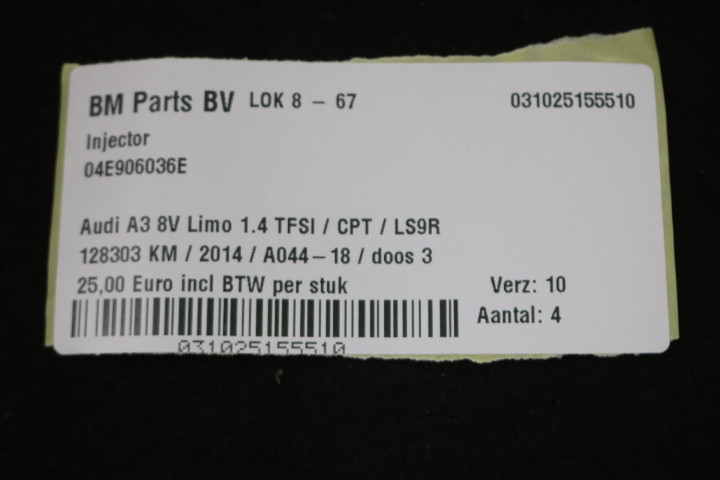 BM Parts BV LOK 8 - 67 031025155510
Injector
04E906036E
Audi A3 8V Limo 1.4 TFSI / CPT / LS9R
128303 KM / 2014 / A044-18 / doos 3
25,00 Euro incl BTW per stuk Verz: 10
Aantal: 4
031025155510